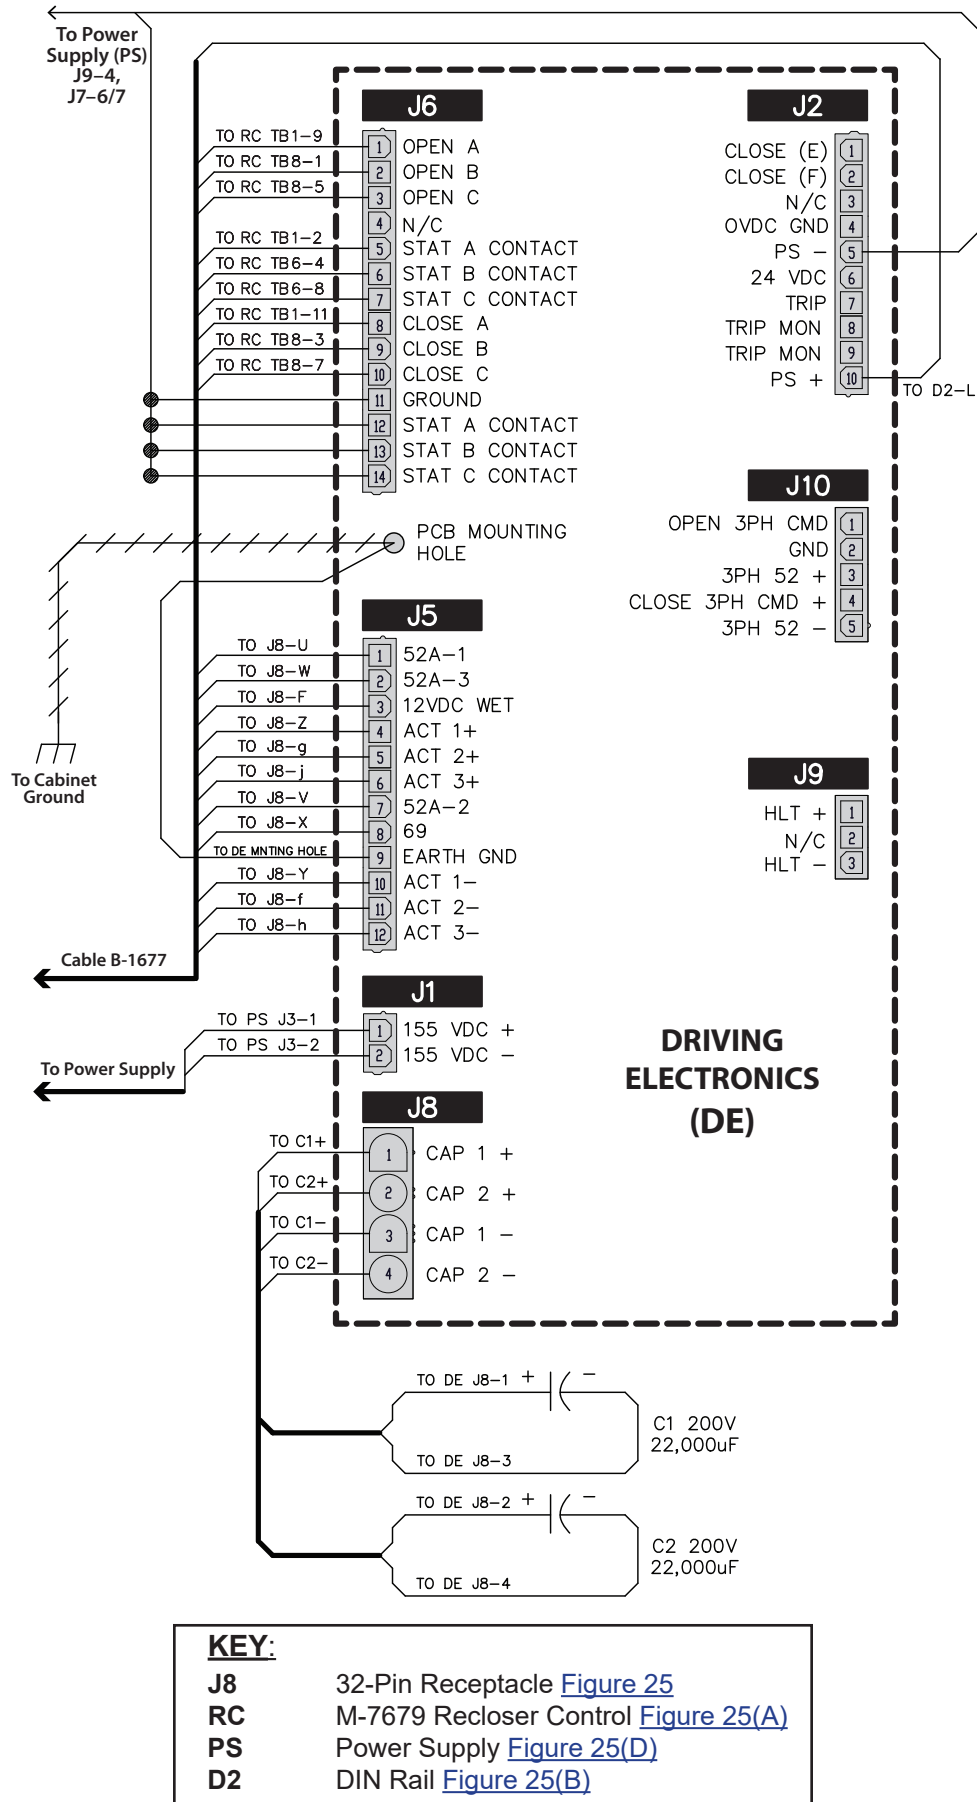 To Power
Supply (PS)
J9–4,
J7–6/7
J6
TO RC TB1–9
1 OPEN A
TO RC TB8–1
2 OPEN B
TO RC TB8–5
3 OPEN C
4 N/C
TO RC TB1–2
5 STAT A CONTACT
TO RC TB6–4
6 STAT B CONTACT
TO RC TB6–8
7 STAT C CONTACT
TO RC TB1–11
8 CLOSE A
TO RC TB8–3
9 CLOSE B
TO RC TB8–7
10 CLOSE C
11 GROUND
12 STAT A CONTACT
13 STAT B CONTACT
14 STAT C CONTACT
J2
CLOSE (E) 1
CLOSE (F) 2
N/C 3
0VDC GND 4
PS – 5
24 VDC 6
TRIP 7
TRIP MON 8
TRIP MON 9
PS + 10
TO D2–L
J10
OPEN 3PH CMD 1
GND 2
3PH 52 + 3
CLOSE 3PH CMD + 4
3PH 52 – 5
PCB MOUNTING
HOLE
To Cabinet
Ground
J5
TO J8–U
1 52A–1
TO J8–W
2 52A–3
TO J8–F
3 12VDC WET
TO J8–Z
4 ACT 1+
TO J8–g
5 ACT 2+
TO J8–j
6 ACT 3+
TO J8–V
7 52A–2
TO J8–X
8 69
TO DE MNTING HOLE
9 EARTH GND
TO J8–Y
10 ACT 1–
TO J8–f
11 ACT 2–
TO J8–h
12 ACT 3–
J9
HLT + 1
N/C 2
HLT – 3
Cable B-1677
J1
TO PS J3–1
1 155 VDC +
TO PS J3–2
2 155 VDC –
To Power Supply
DRIVING
ELECTRONICS
(DE)
J8
TO C1+
1 CAP 1 +
TO C2+
2 CAP 2 +
TO C1–
3 CAP 1 –
TO C2–
4 CAP 2 –
TO DE J8–1 + –
C1 200V
22,000uF
TO DE J8–3
TO DE J8–2 + –
C2 200V
22,000uF
TO DE J8–4
KEY:
J8 32-Pin Receptacle Figure 25
RC M-7679 Recloser Control Figure 25(A)
PS Power Supply Figure 25(D)
D2 DIN Rail Figure 25(B)